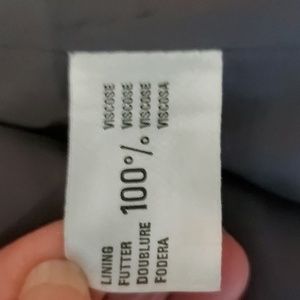 LINING VISCOSE
FUTTER 100% VISCOSE
DOUBLURE VISCOSE
FODERA VISCOSA